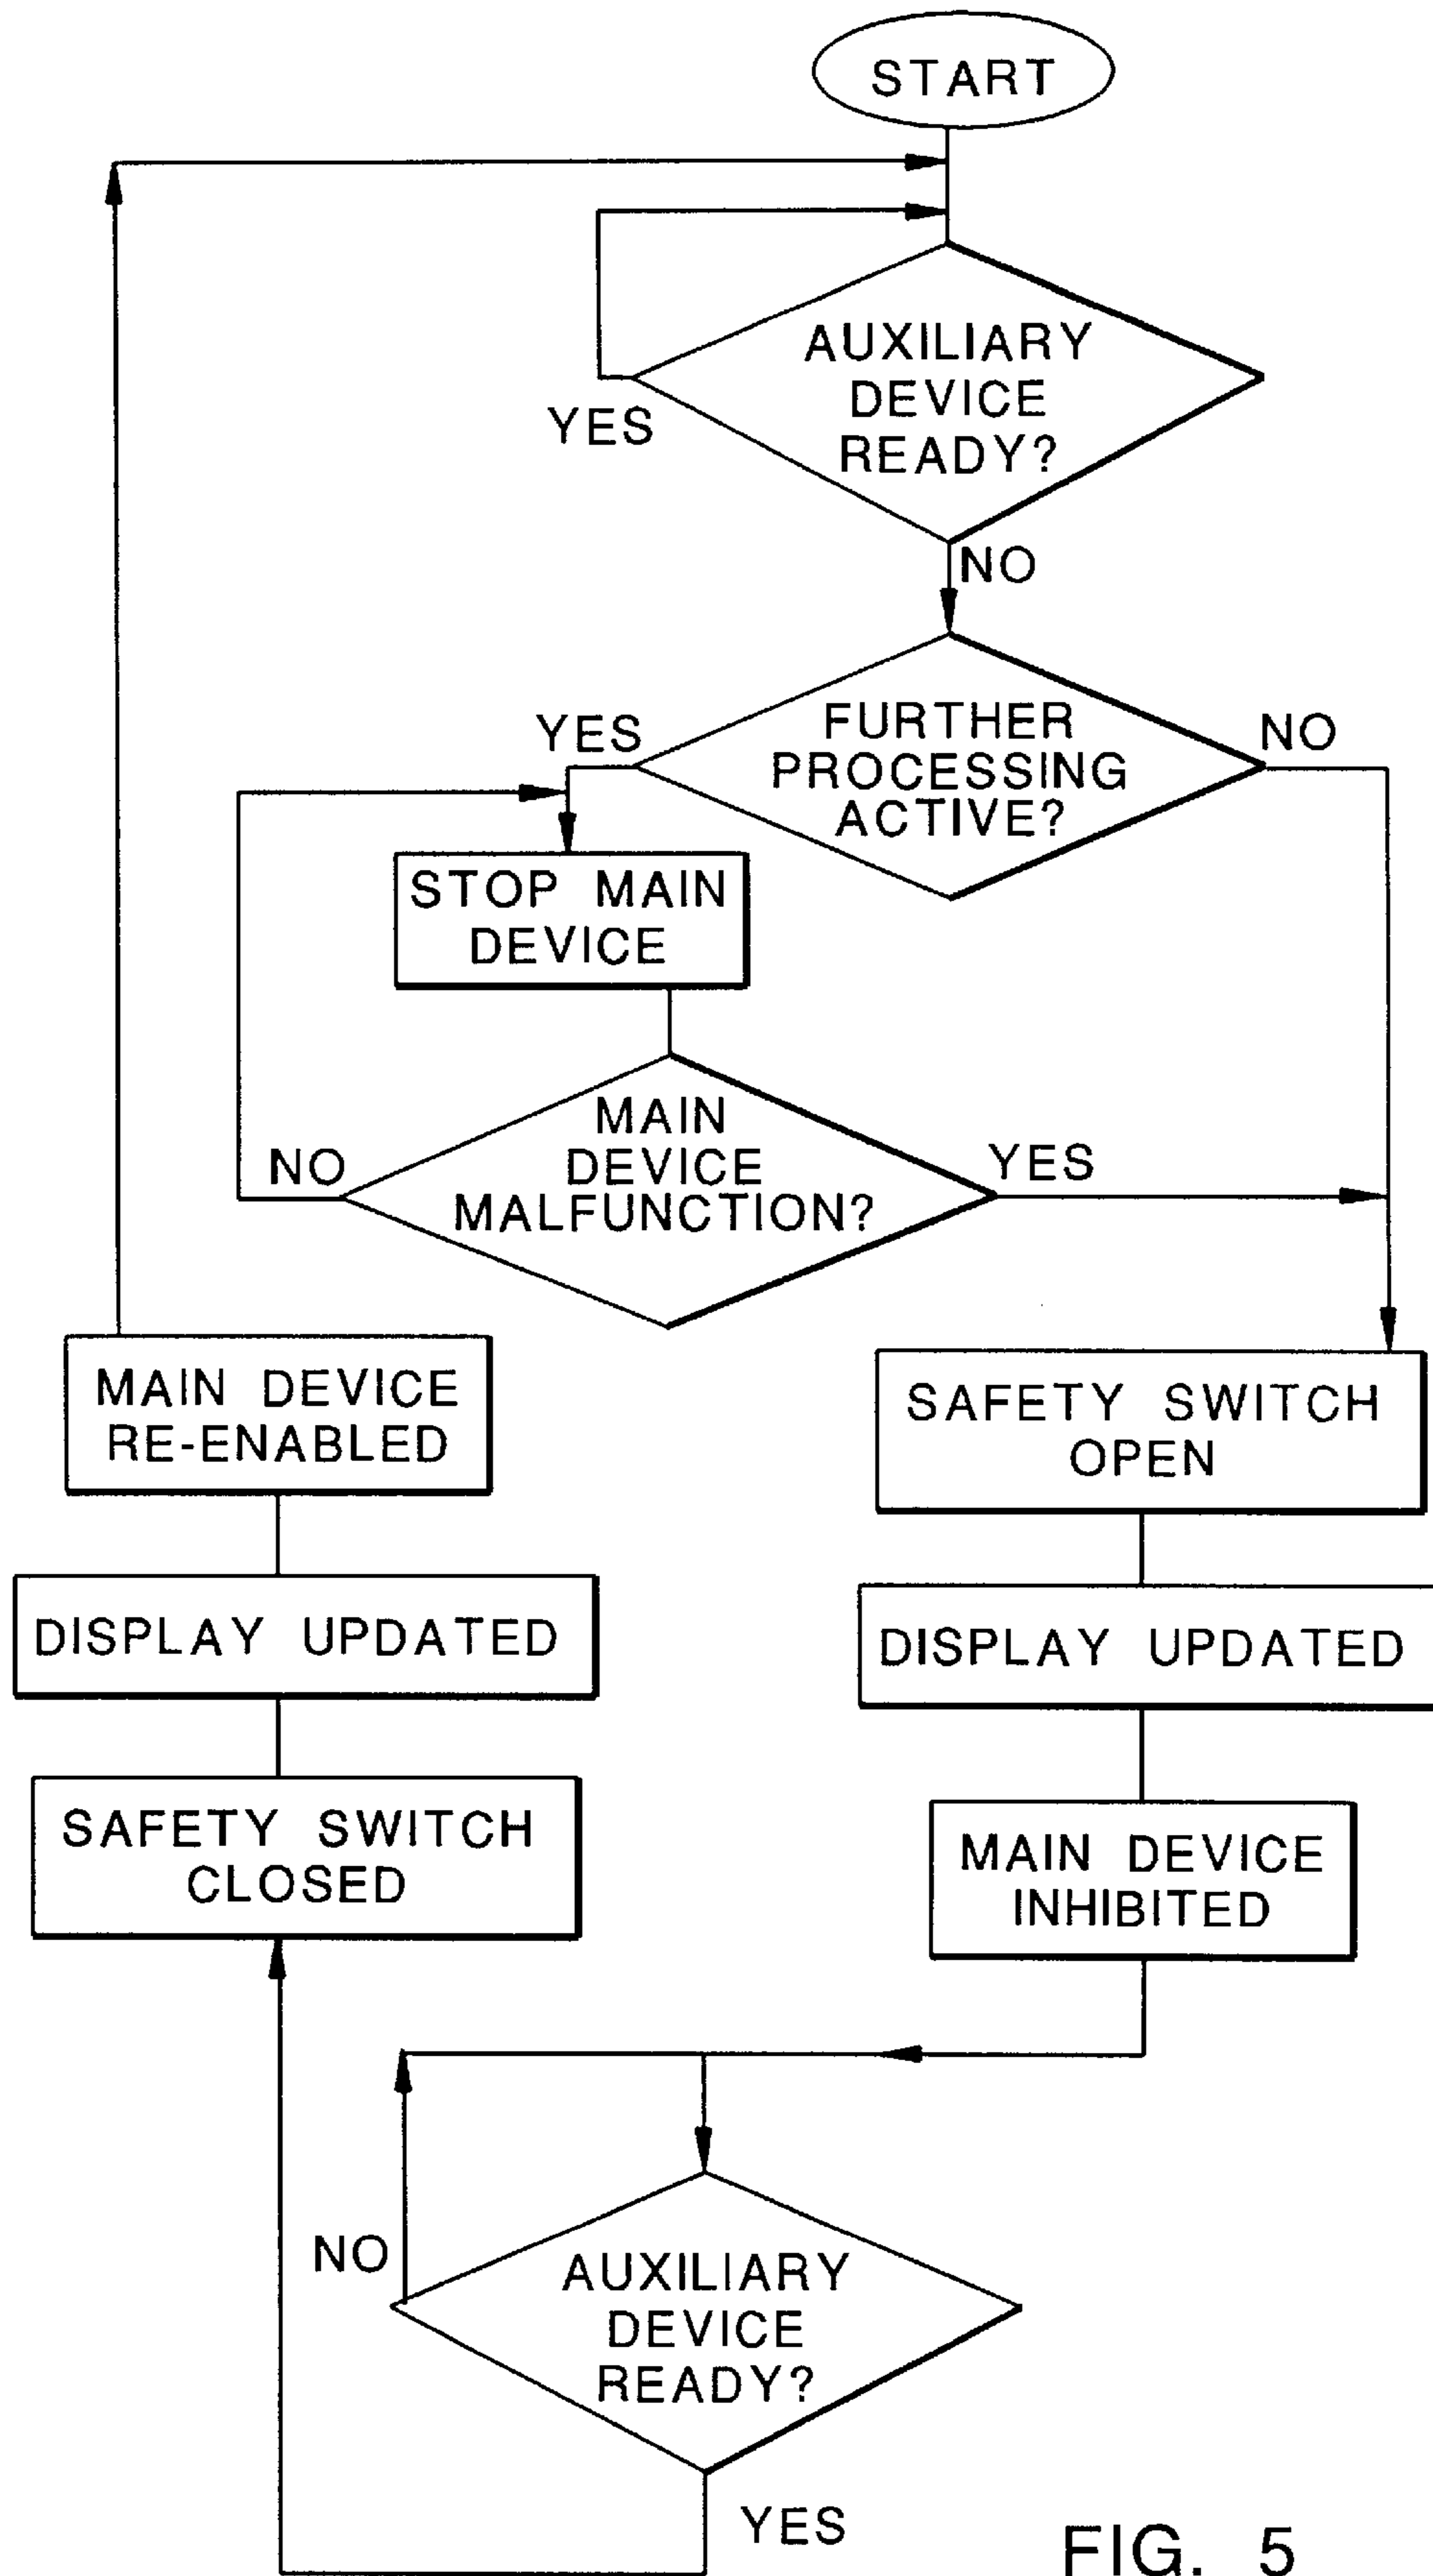 START
AUXILIARY
DEVICE
READY?
YES
NO
FURTHER
PROCESSING
ACTIVE?
YES
NO
STOP MAIN
DEVICE
MAIN
DEVICE
MALFUNCTION?
NO
YES
MAIN DEVICE
RE-ENABLED
SAFETY SWITCH
OPEN
DISPLAY UPDATED
DISPLAY UPDATED
SAFETY SWITCH
CLOSED
MAIN DEVICE
INHIBITED
NO
AUXILIARY
DEVICE
READY?
YES
FIG. 5